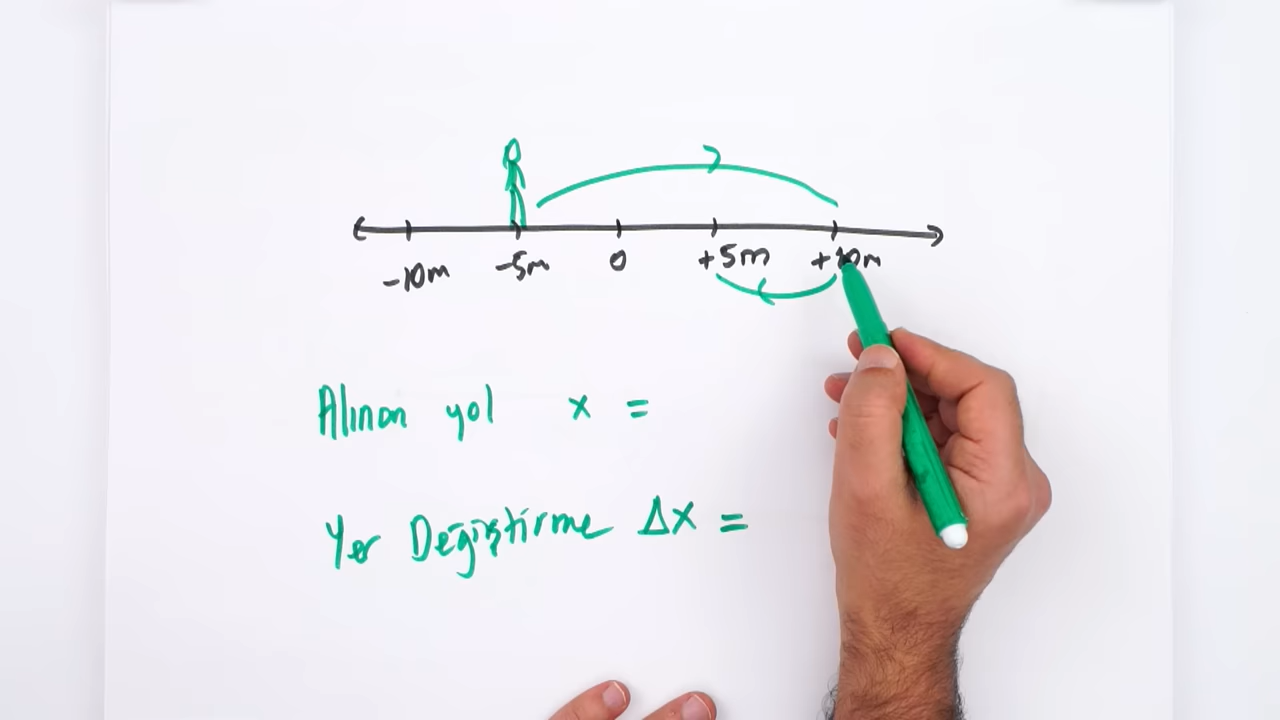 -10m -5m 0 +5m +10m
Alınan yol x =
Yer Değiştirme Δx =